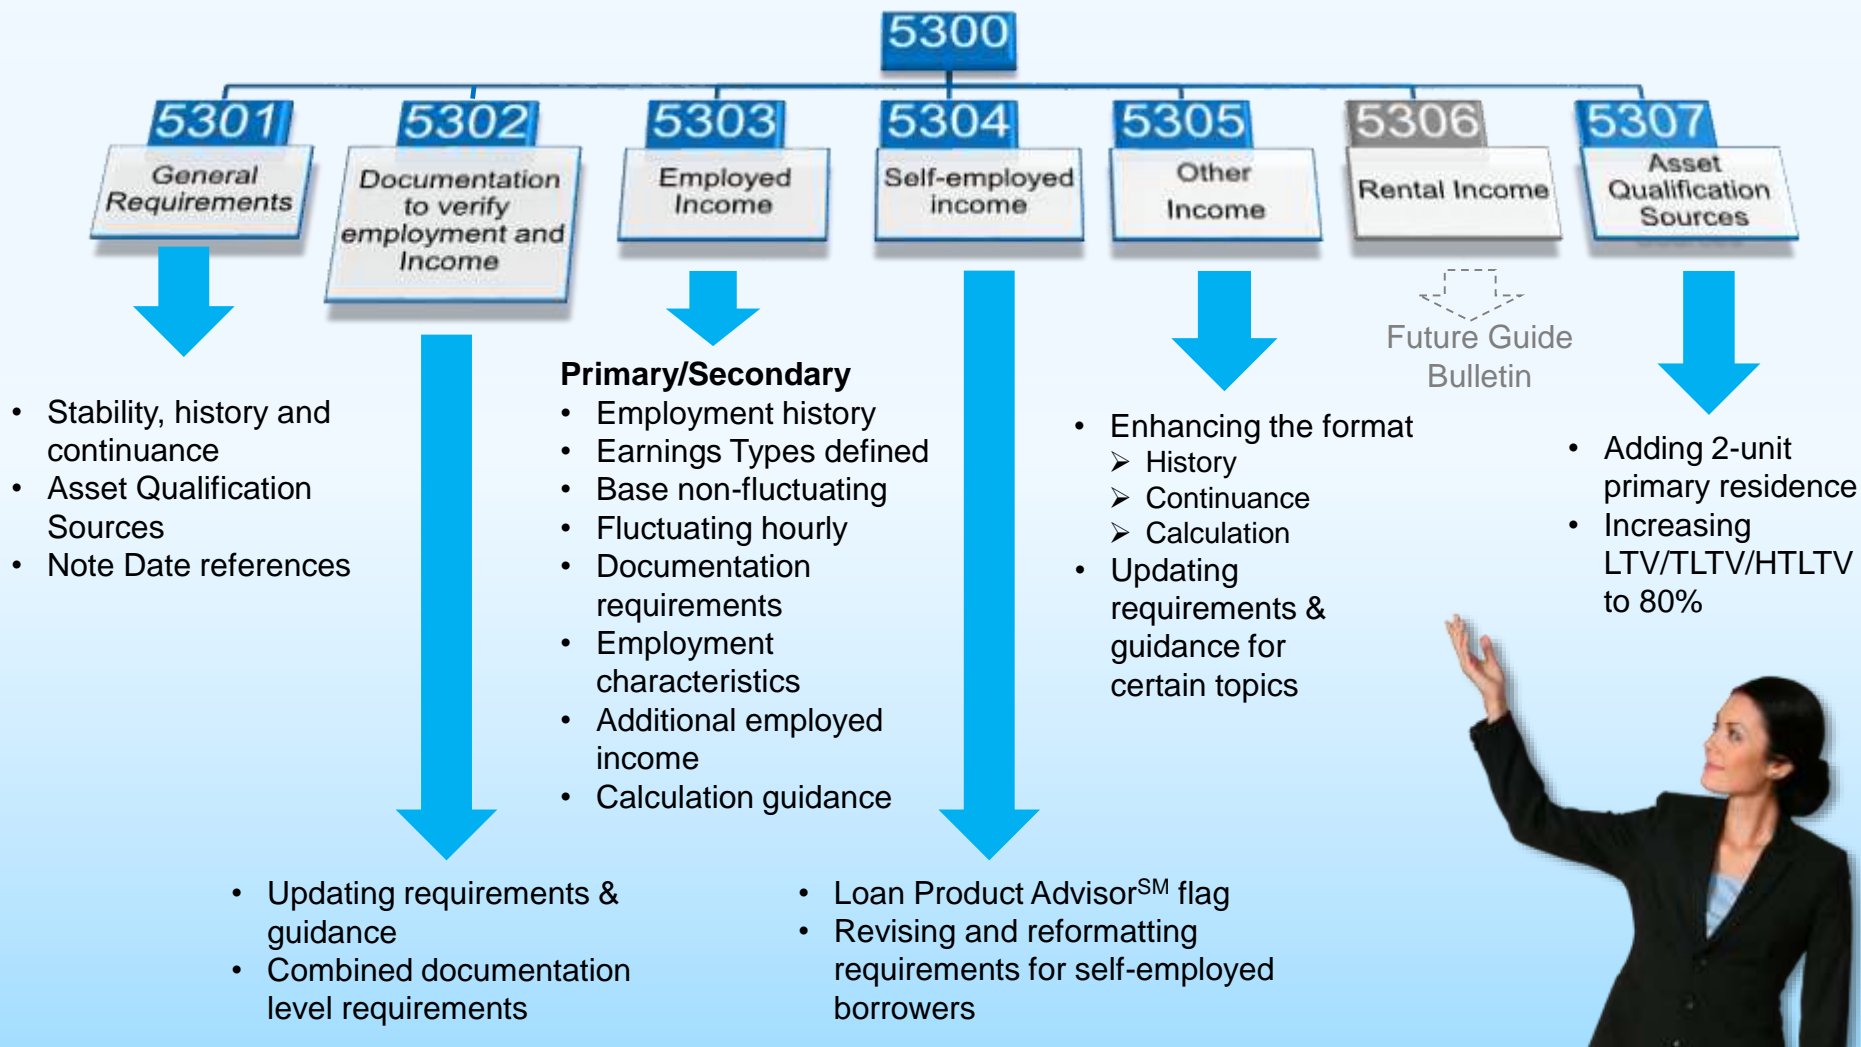 5300
5301
General
Requirements
• Stability, history and
continuance
• Asset Qualification
Sources
• Note Date references
5302
Documentation
to verify
employment and
Income
• Updating requirements &
guidance
• Combined documentation
level requirements
5303
Employed
Income
Primary/Secondary
• Employment history
• Earnings Types defined
• Base non-fluctuating
• Fluctuating hourly
• Documentation
requirements
• Employment
characteristics
• Additional employed
income
• Calculation guidance
5304
Self-employed
income
• Loan Product Advisor℠ flag
• Revising and reformatting
requirements for self-employed
borrowers
5305
Other
Income
• Enhancing the format
➢ History
➢ Continuance
➢ Calculation
• Updating
requirements &
guidance for
certain topics
5306
Rental Income
Future Guide
Bulletin
5307
Asset
Qualification
Sources
• Adding 2-unit
primary residence
• Increasing
LTV/TLTV/HTLTV
to 80%